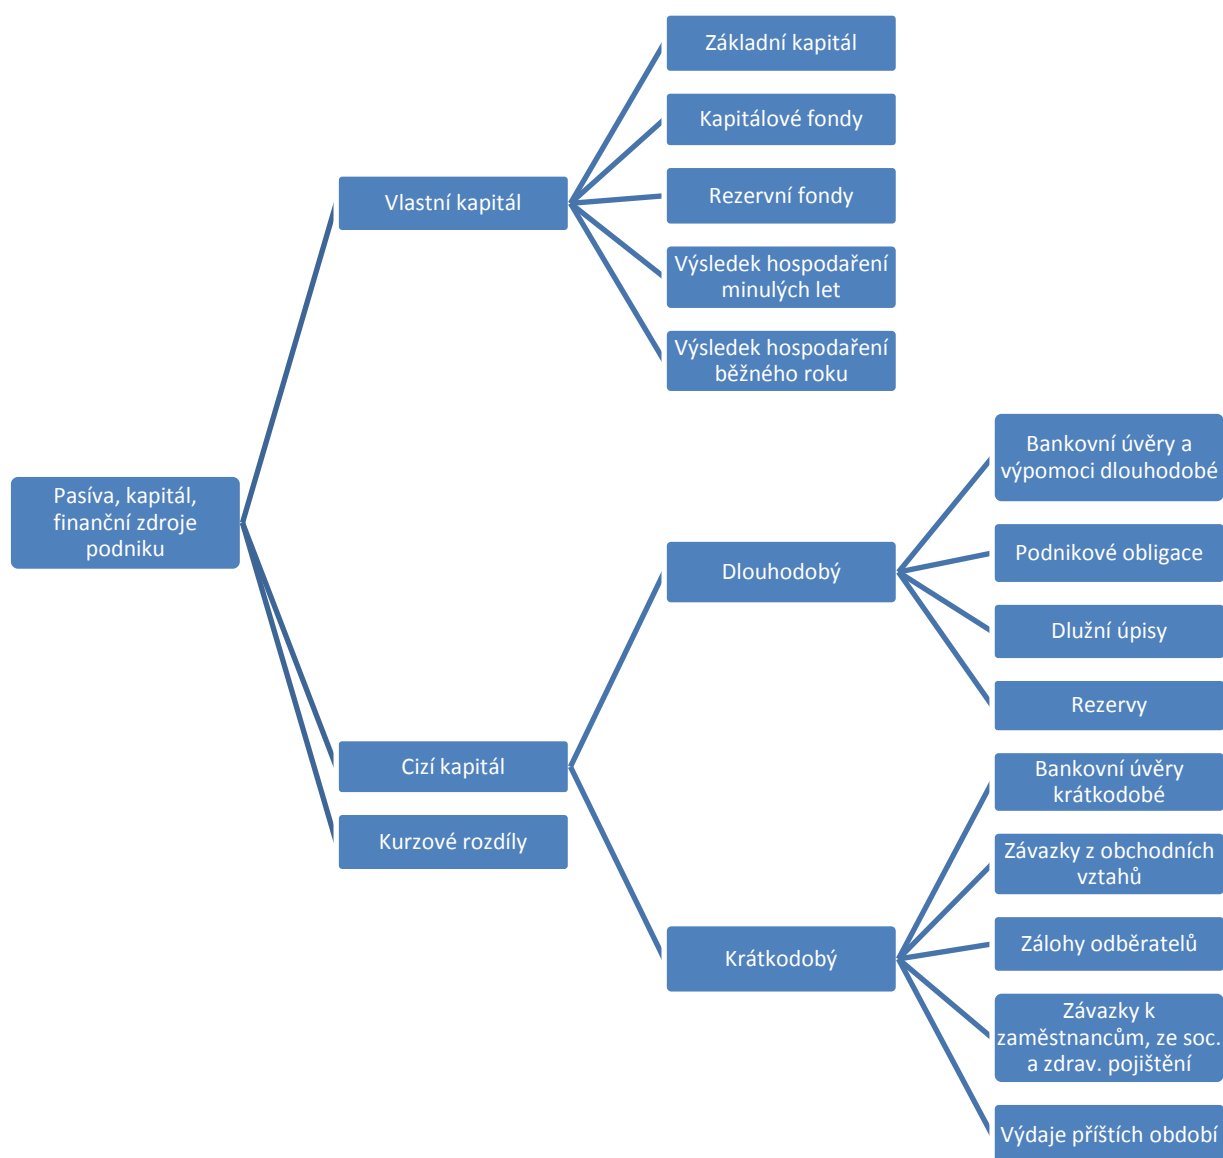 Základní kapitál
Kapitálové fondy
Vlastní kapitál
Rezervní fondy
Výsledek hospodaření
minulých let
Výsledek hospodaření
běžného roku
Pasíva, kapitál,
finanční zdroje
podniku
Bankovní úvěry a
výpomoci dlouhodobé
Dlouhodobý
Podnikové obligace
Dlužní úpisy
Rezervy
Cizí kapitál
Kurzové rozdíly
Bankovní úvěry
krátkodobé
Závazky z obchodních
vztahů
Krátkodobý
Zálohy odběratelů
Závazky k
zaměstnancům, ze soc.
a zdrav. pojištění
Výdaje příštích období